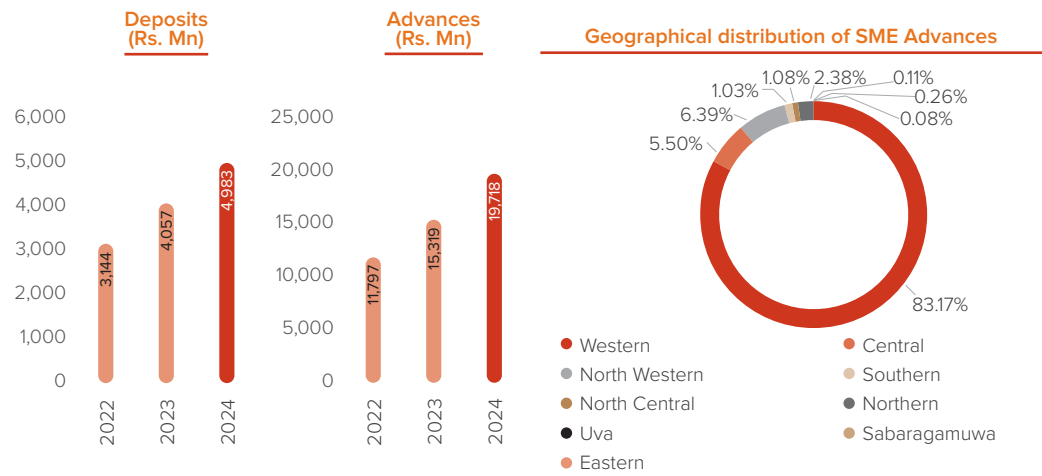 Deposits
(Rs. Mn)
6,000
5,000
4,000
3,000
2,000
1,000
0
3,144
4,057
4,983
2022
2023
2024
Advances
(Rs. Mn)
25,000
20,000
15,000
10,000
5,000
0
11,797
15,319
19,718
2022
2023
2024
Geographical distribution of SME Advances
1.08%
2.38%
0.11%
1.03%
0.26%
6.39%
0.08%
5.50%
83.17%
Western
Central
North Western
Southern
North Central
Northern
Uva
Sabaragamuwa
Eastern